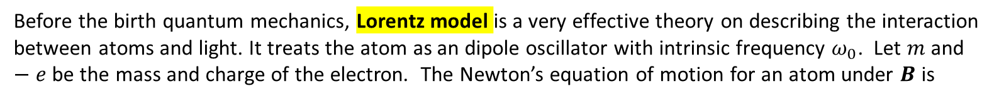 Before the birth quantum mechanics, Lorentz model is a very effective theory on describing the interaction
between atoms and light. It treats the atom as an dipole oscillator with intrinsic frequency ω₀. Let m and
− e be the mass and charge of the electron. The Newton’s equation of motion for an atom under B is